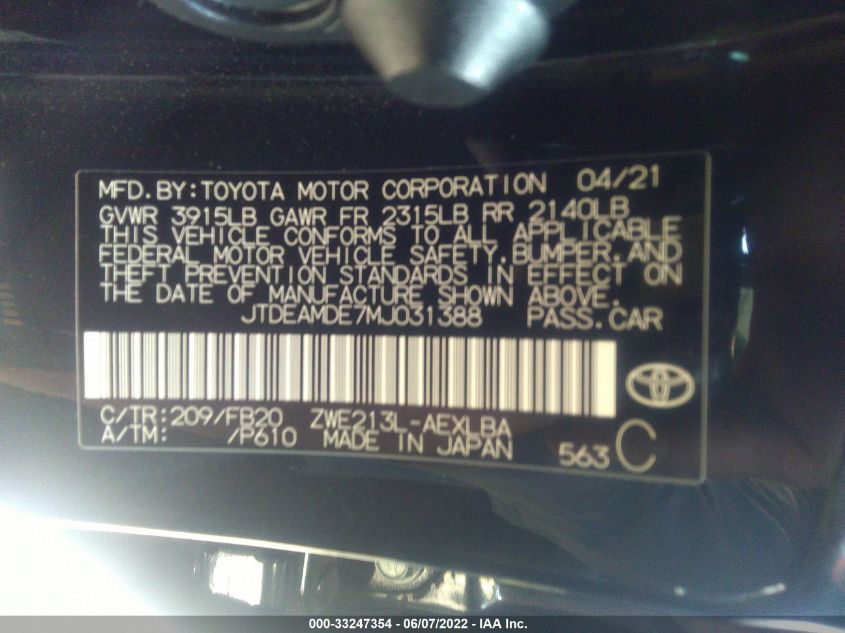 MFD.BY:TOYOTA MOTOR CORPORATION 04/21
GVWR 3915LB GAWR FR 2315LB RR 2140LB
THIS VEHICLE CONFORMS TO ALL APPLICABLE
FEDERAL MOTOR VEHICLE SAFETY,BUMPER,AND
THEFT PREVENTION STANDARDS IN EFFECT ON
THE DATE OF MANUFACTURE SHOWN ABOVE.
JTDEAMDE7MJ031388 PASS.CAR
C/TR:209/FB20 ZWE213L-AEXLBA
A/TM: /P610 MADE IN JAPAN 563 C
000-33247354 - 06/07/2022 - IAA Inc.